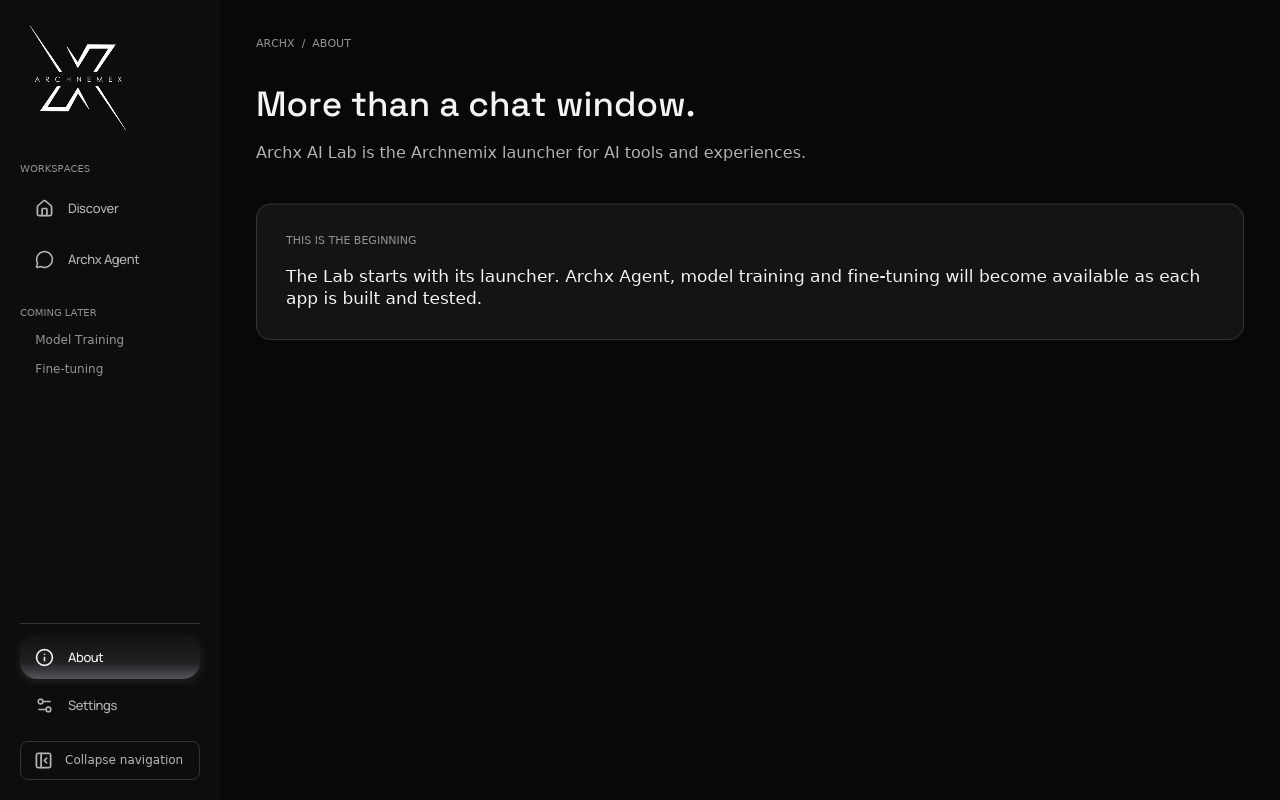 ARCHNEMEX
WORKSPACES
Discover
Archx Agent
COMING LATER
Model Training
Fine-tuning
About
Settings
Collapse navigation
ARCHX / ABOUT
More than a chat window.
Archx AI Lab is the Archnemix launcher for AI tools and experiences.
THIS IS THE BEGINNING
The Lab starts with its launcher. Archx Agent, model training and fine-tuning will become available as each
app is built and tested.